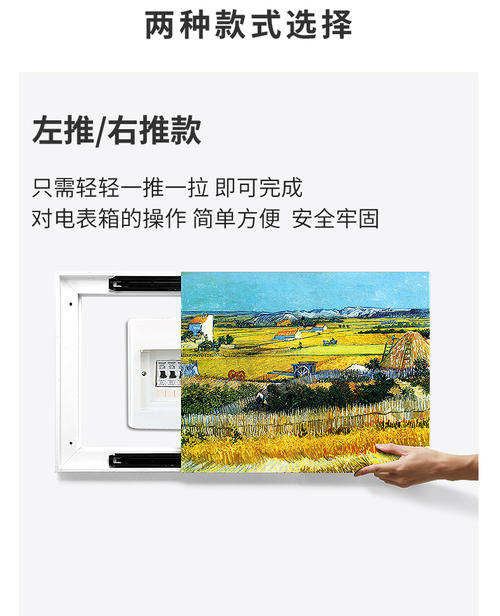 两种款式选择
左推/右推款
只需轻轻一推一拉 即可完成
对电表箱的操作 简单方便 安全牢固